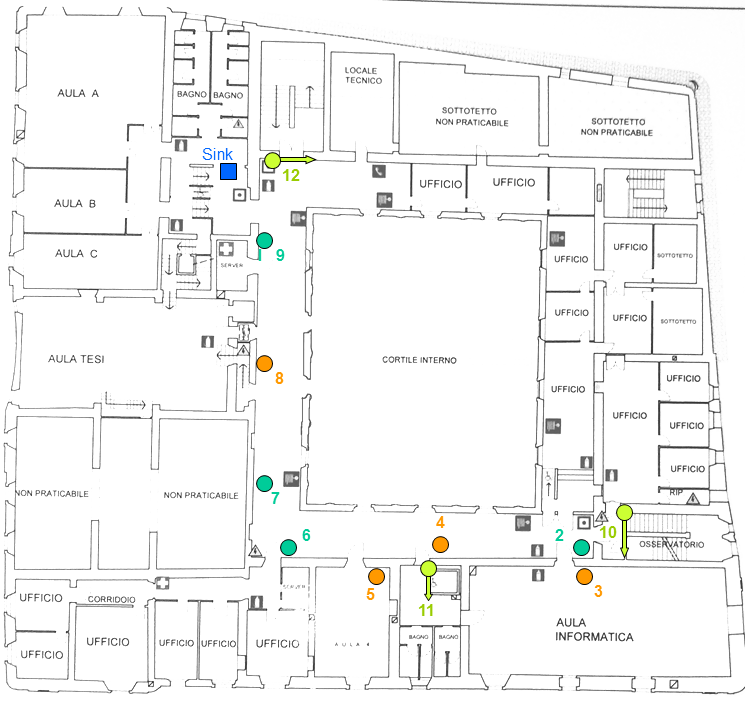 AULA A
BAGNO
BAGNO
LOCALE
TECNICO
SOTTOTETTO
NON PRATICABILE
SOTTOTETTO
NON PRATICABILE
Sink
12
UFFICIO
UFFICIO
AULA B
AULA C
9
SERVER
UFFICIO
UFFICIO
SOTTOTETTO
UFFICIO
UFFICIO
SOTTOTETTO
AULA TESI
8
CORTILE INTERNO
UFFICIO
UFFICIO
UFFICIO
UFFICIO
UFFICIO
NON PRATICABILE
NON PRATICABILE
7
RIP
4
6
2
10
OSSERVATORIO
5
11
3
SERVER
UFFICIO
CORRIDOIO
UFFICIO
UFFICIO
UFFICIO
UFFICIO
UFFICIO
AULA 4
BAGNO
BAGNO
AULA
INFORMATICA